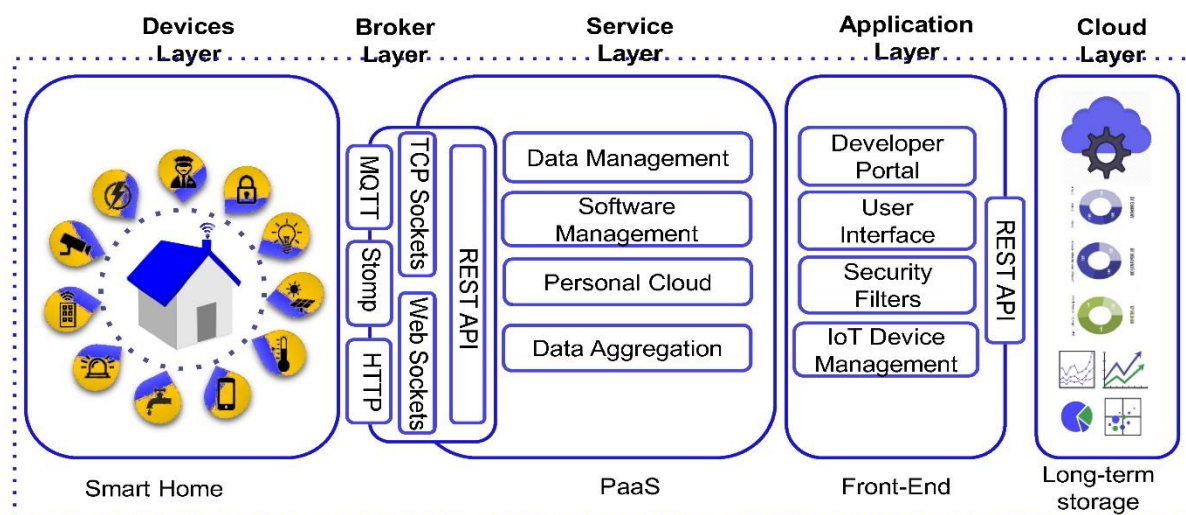 Devices
Layer
Broker
Layer
Service
Layer
Application
Layer
Cloud
Layer
MQTT
Stomp
HTTP
TCP Sockets
Web Sockets
REST API
Data Management
Software
Management
Personal Cloud
Data Aggregation
Developer
Portal
User
Interface
Security
Filters
IoT Device
Management
REST API
Smart Home
PaaS
Front-End
Long-term
storage